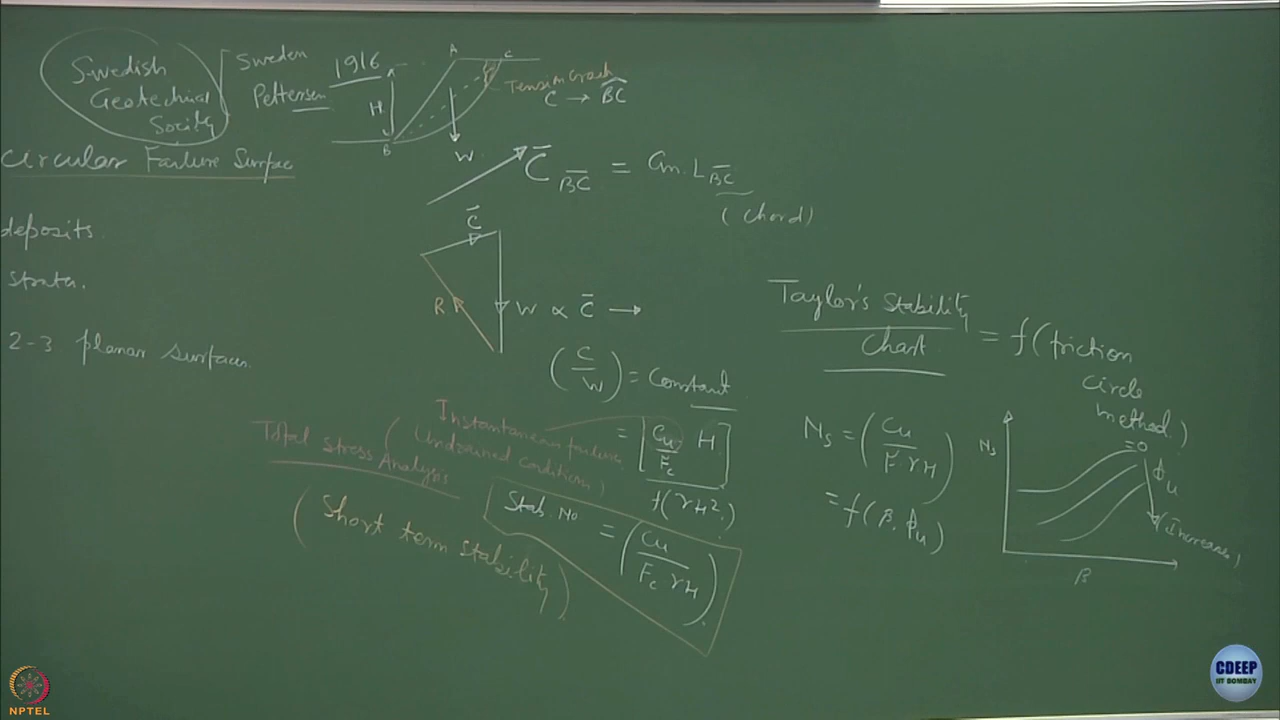 Swedish
Geotechnical
Society
Sweden
Pettersen
1916
Circular Failure Surface
deposits.
strata.
2-3 planar surfaces.
A
C
Tension Crack
C → BC
H
B
W
C̄ BC = Cm. L BC
(chord)
C̄
R
W ∝ C̄ →
(C/W) = Constant
= [Cu/Fc H]
f(γH².)
Instantaneous failure
Undrained conditions)
Total Stress Analysis
(Short term stability)
Stab. No = (Cu/Fc γH)
Taylor's Stability
Chart
= f(friction
circle
method.)
Ns = (Cu/F γH)
= f(β, ϕu)
Ns
=0
ϕu
(Increases)
β
NPTEL
CDEEP
IIT BOMBAY